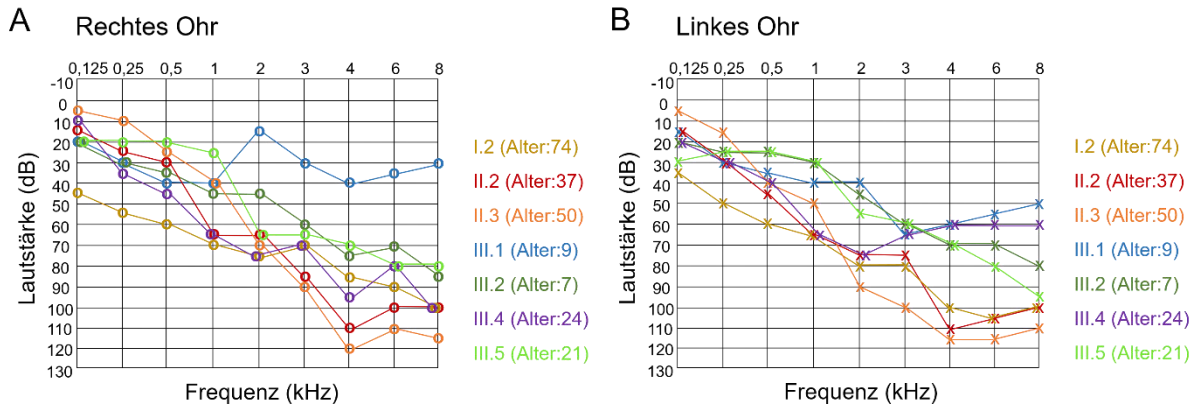 A
Rechtes Ohr
0,125 0,25 0,5 1 2 3 4 6 8
-10
0
10
20
30
40
50
60
70
80
90
100
110
120
130
Lautstärke (dB)
Frequenz (kHz)
I.2 (Alter:74)
II.2 (Alter:37)
II.3 (Alter:50)
III.1 (Alter:9)
III.2 (Alter:7)
III.4 (Alter:24)
III.5 (Alter:21)
B
Linkes Ohr
0,125 0,25 0,5 1 2 3 4 6 8
-10
0
10
20
30
40
50
60
70
80
90
100
110
120
130
Lautstärke (dB)
Frequenz (kHz)
I.2 (Alter:74)
II.2 (Alter:37)
II.3 (Alter:50)
III.1 (Alter:9)
III.2 (Alter:7)
III.4 (Alter:24)
III.5 (Alter:21)